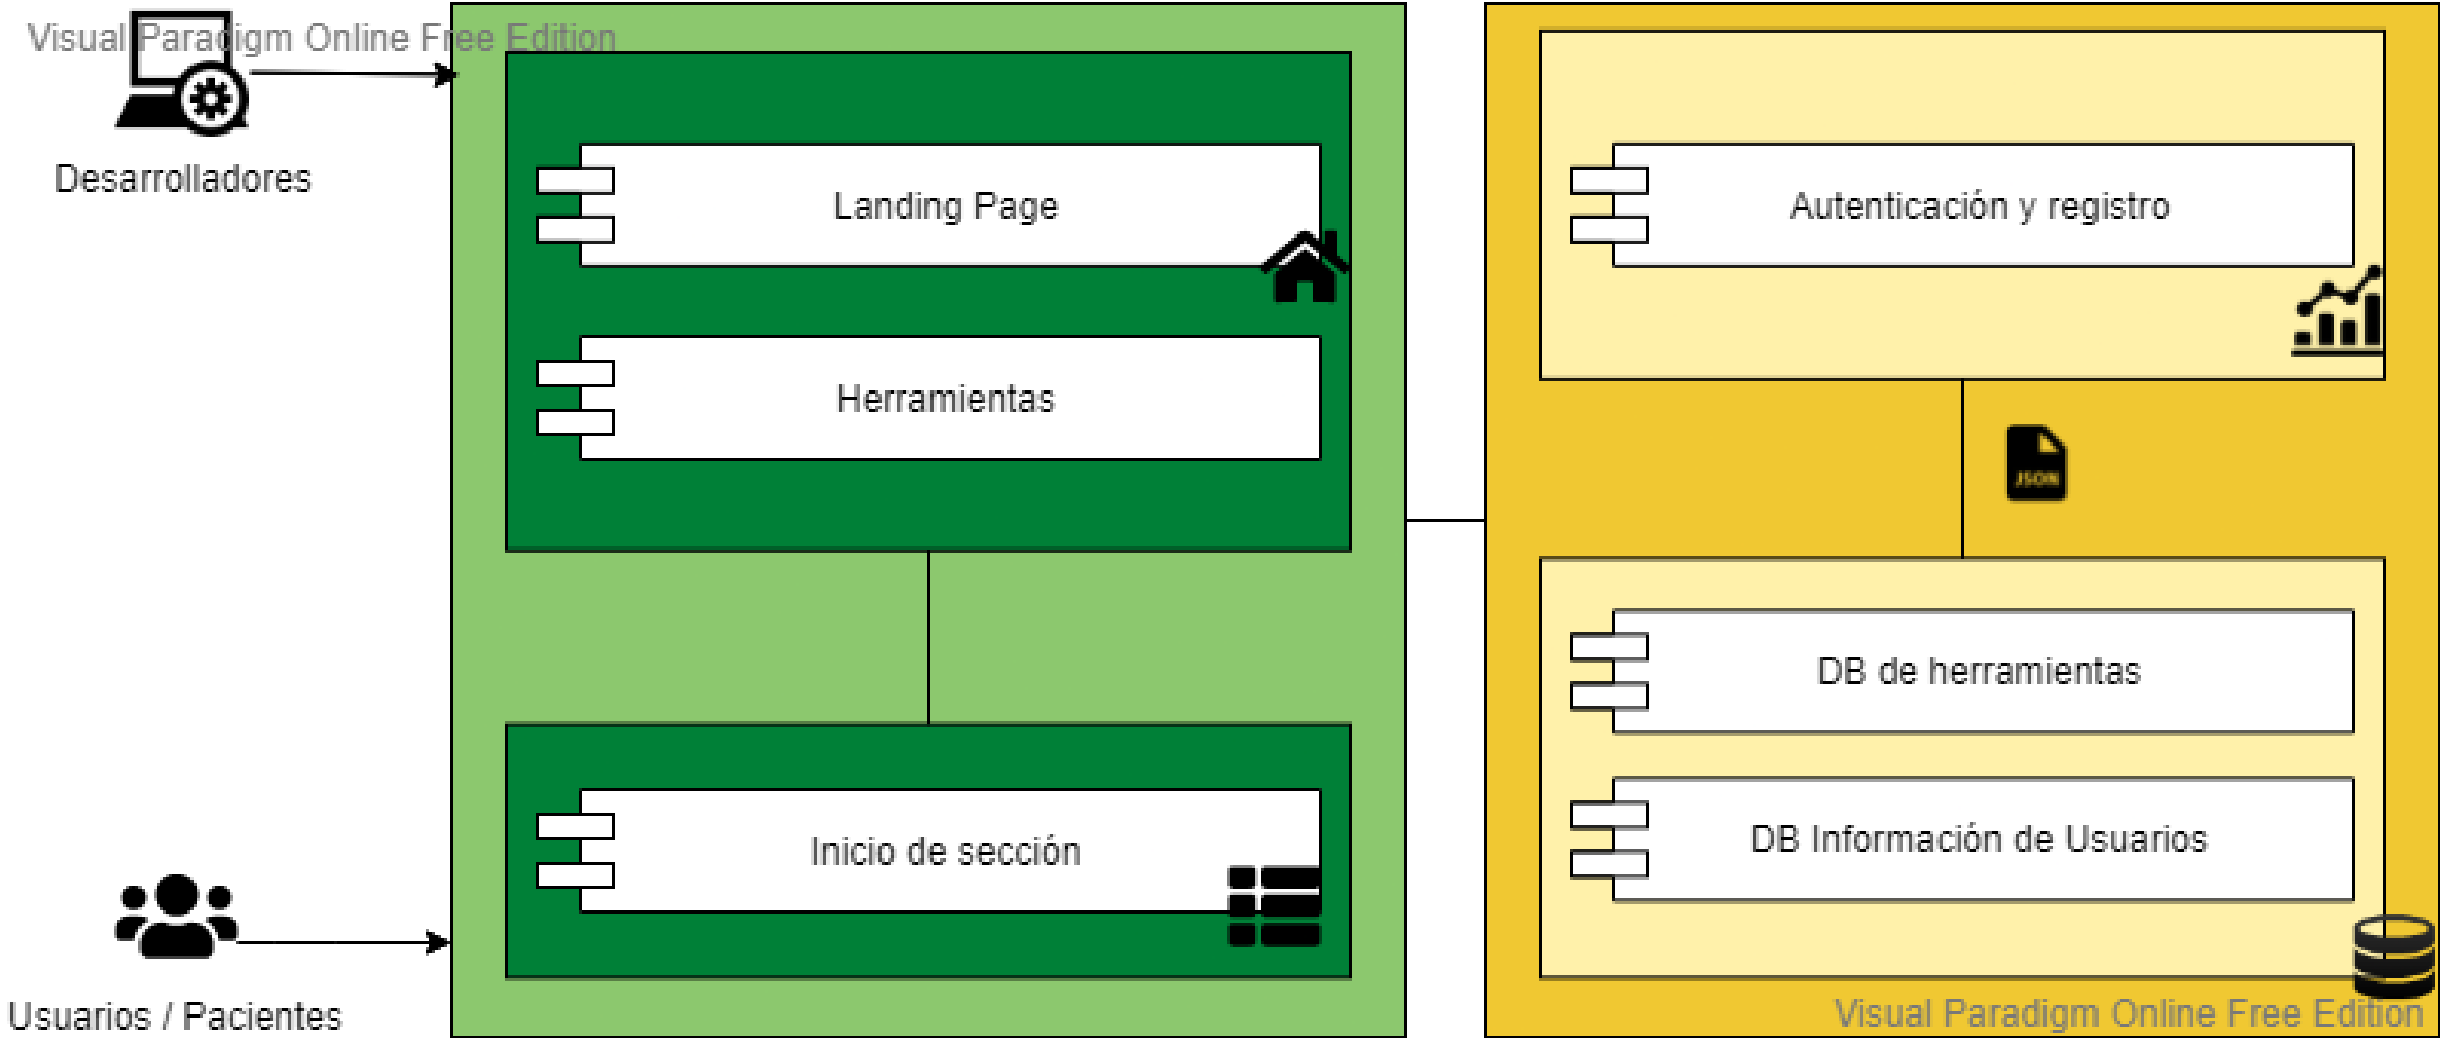 Visual Paradigm Online Free Edition
Desarrolladores
Landing Page
Herramientas
Inicio de sección
Usuarios / Pacientes
Autenticación y registro
JSON
DB de herramientas
DB Información de Usuarios
Visual Paradigm Online Free Edition